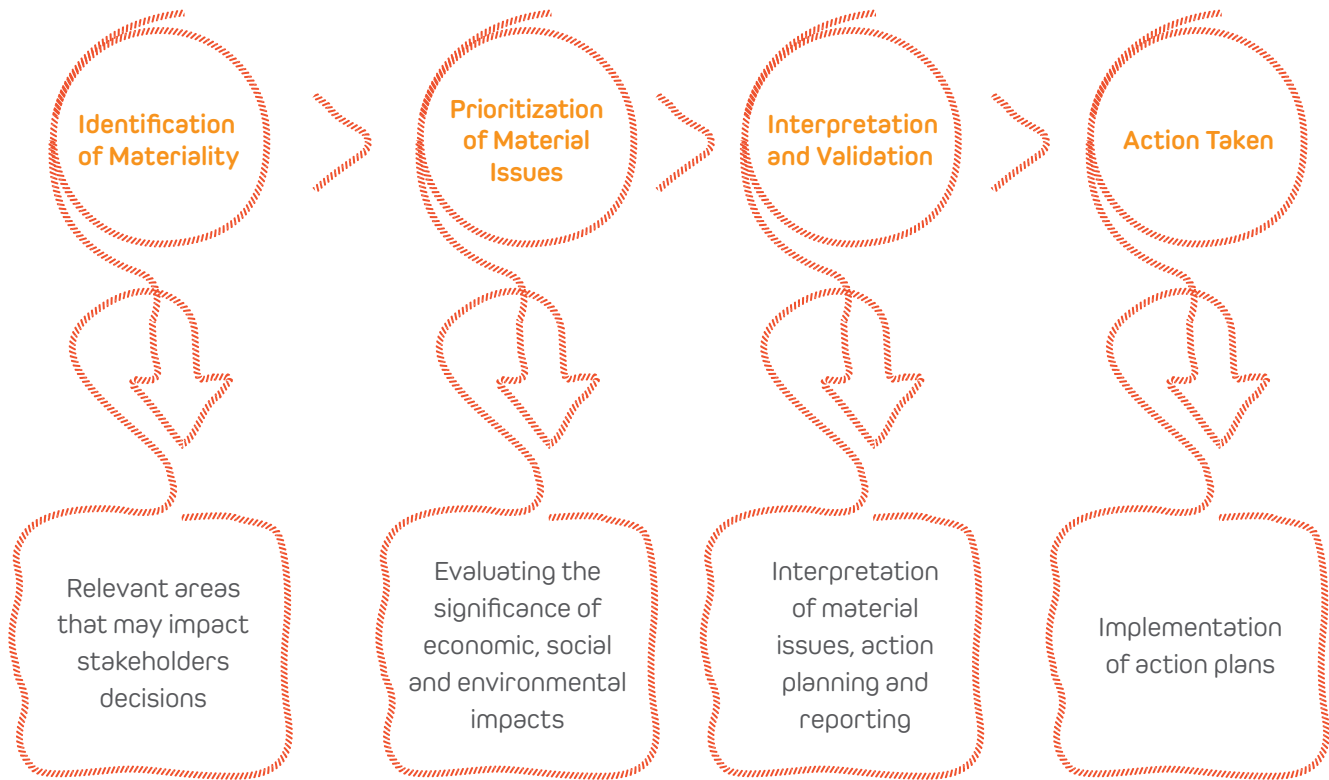 Identification
of Materiality
Prioritization
of Material
Issues
Interpretation
and Validation
Action Taken
Relevant areas
that may impact
stakeholders
decisions
Evaluating the
significance of
economic, social
and environmental
impacts
Interpretation
of material
issues, action
planning and
reporting
Implementation
of action plans